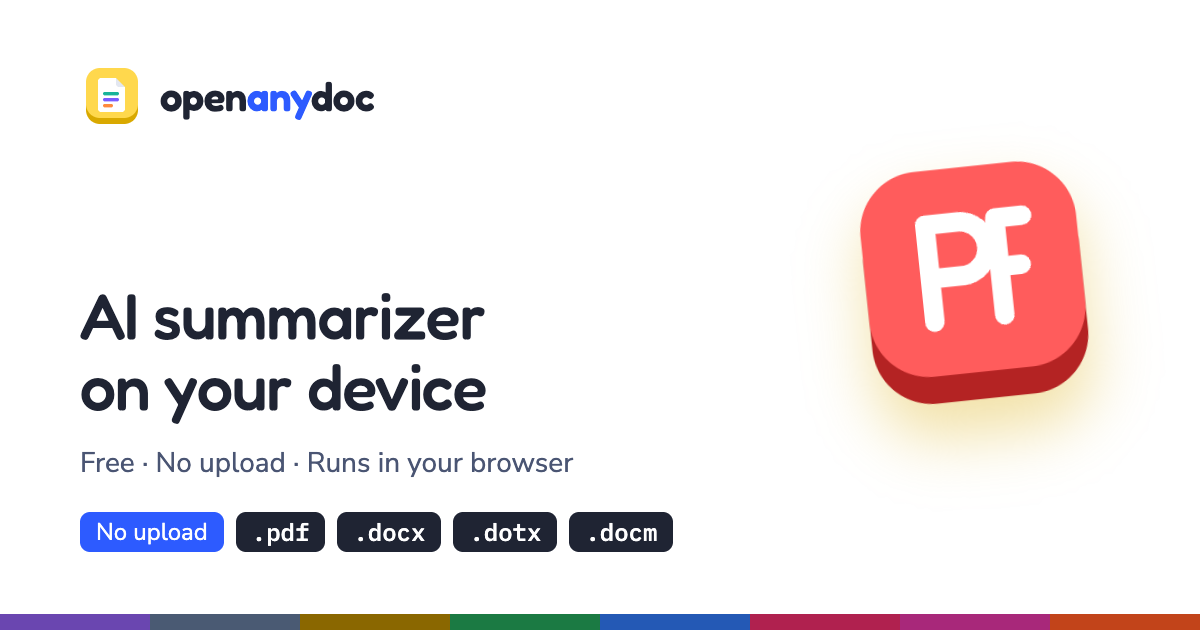 openanydoc
PF
AI summarizer
on your device
Free · No upload · Runs in your browser
No upload .pdf .docx .dotx .docm